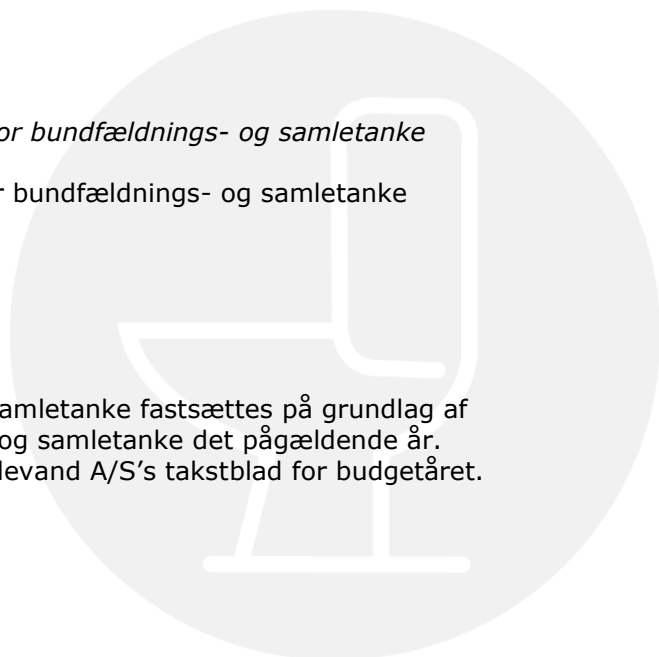 or bundfældnings- og samletanke
r bundfældnings- og samletanke
amletanke fastsættes på grundlag af
og samletanke det pågældende år.
levand A/S’s takstblad for budgetåret.